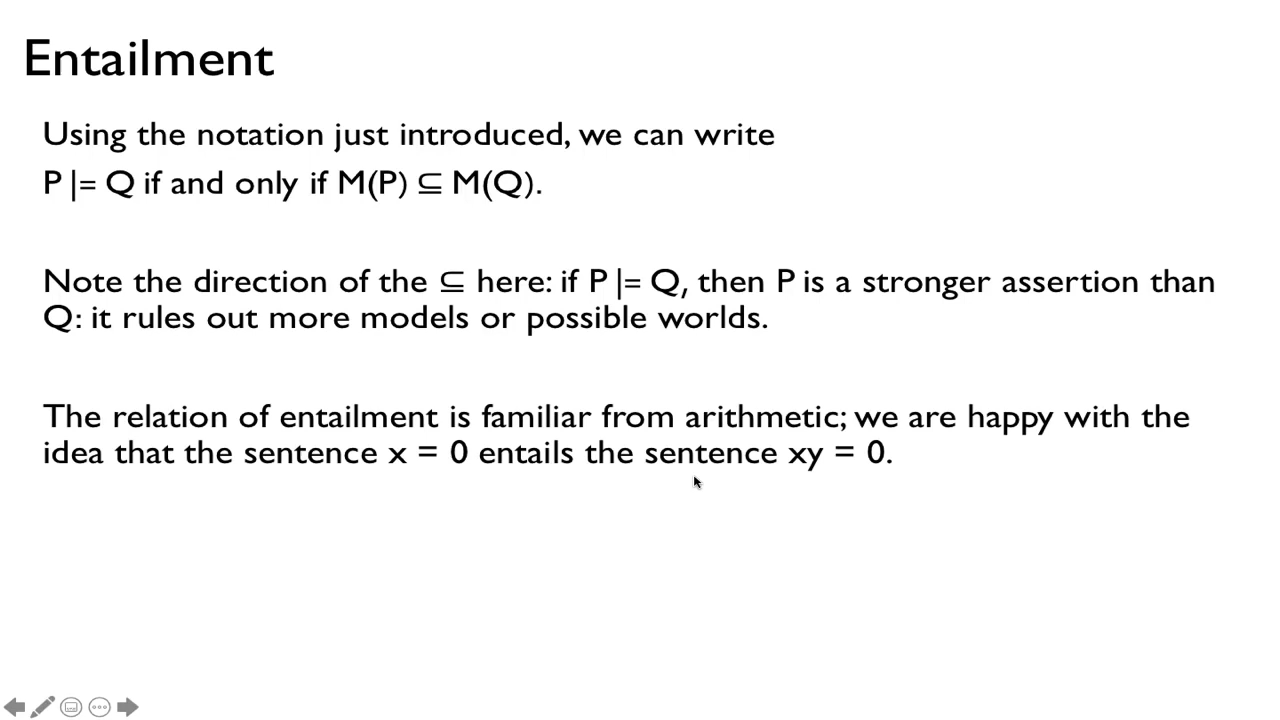 Entailment
Using the notation just introduced, we can write
P |= Q if and only if M(P) ⊆ M(Q).
Note the direction of the ⊆ here: if P |= Q, then P is a stronger assertion than
Q: it rules out more models or possible worlds.
The relation of entailment is familiar from arithmetic; we are happy with the
idea that the sentence x = 0 entails the sentence xy = 0.